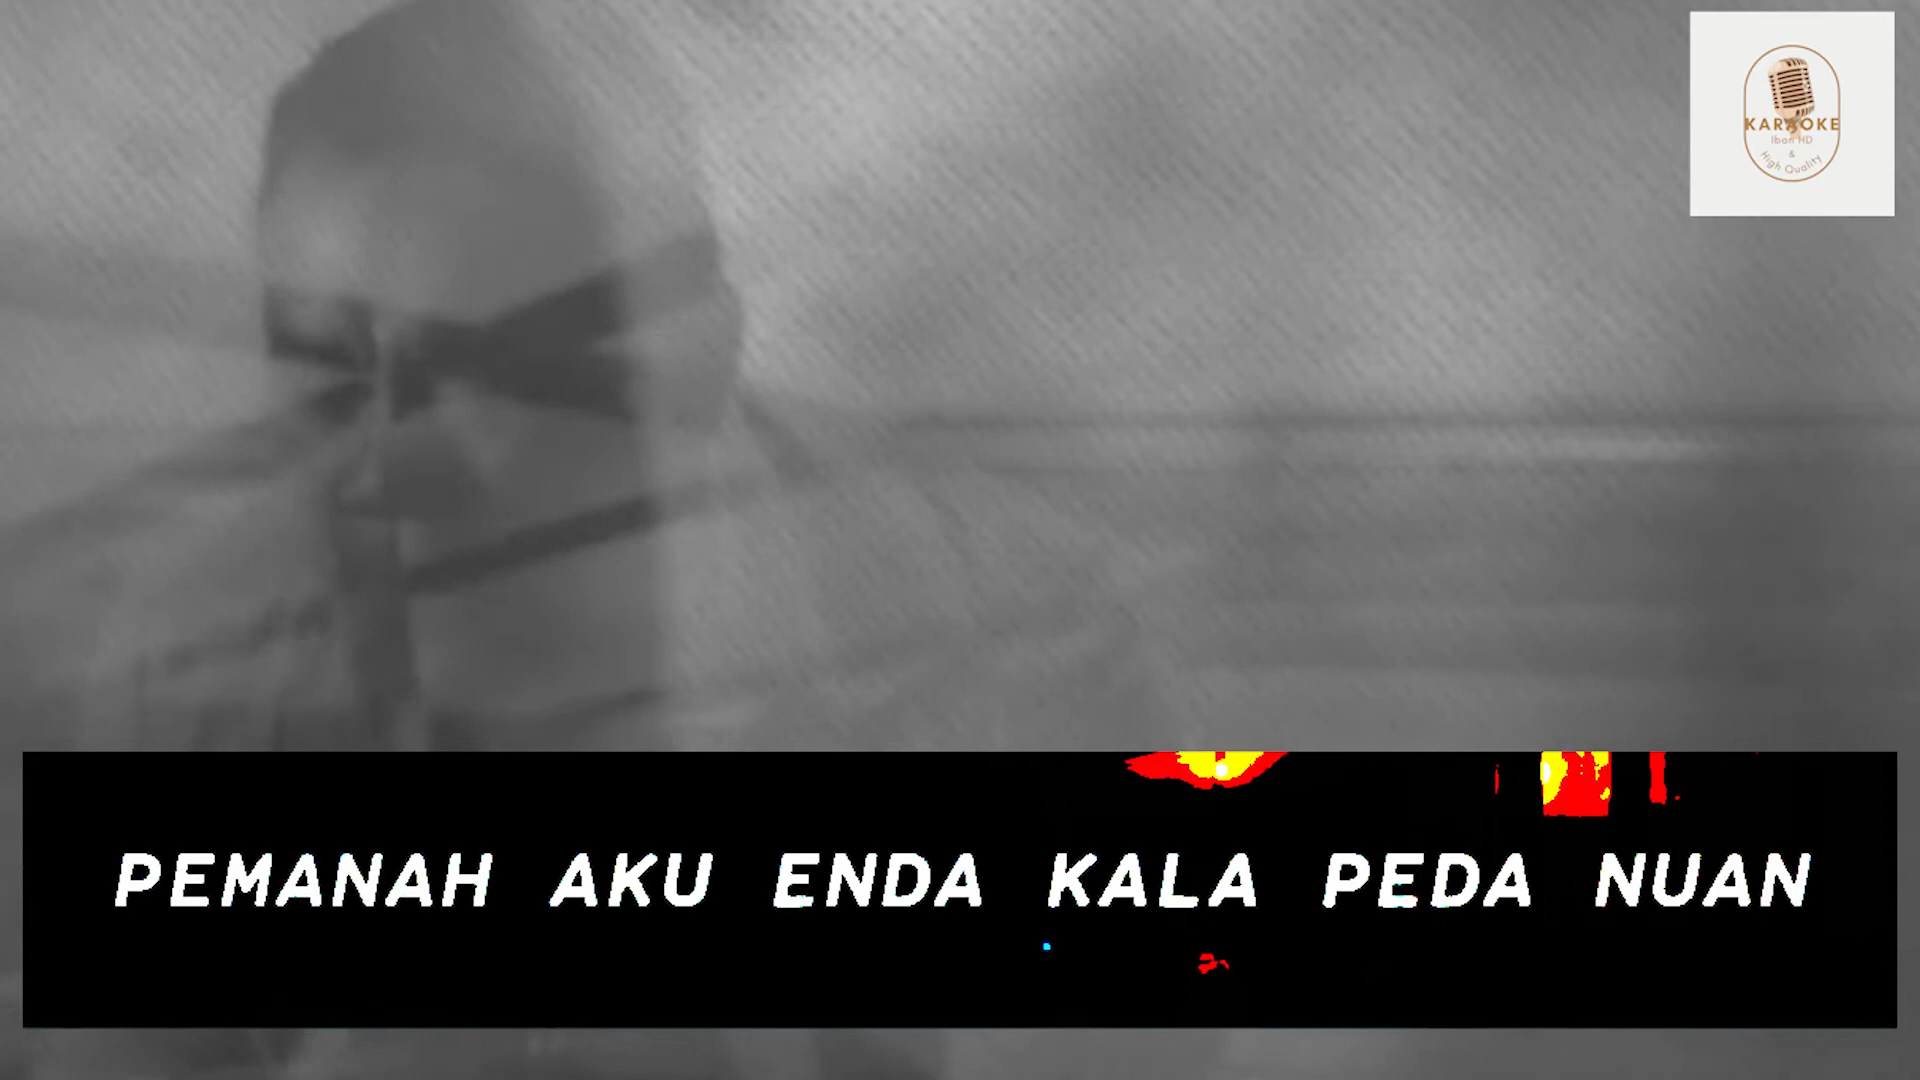 KARAOKE
Iban HD
&
High Quality
PEMANAH AKU ENDA KALA PEDA NUAN